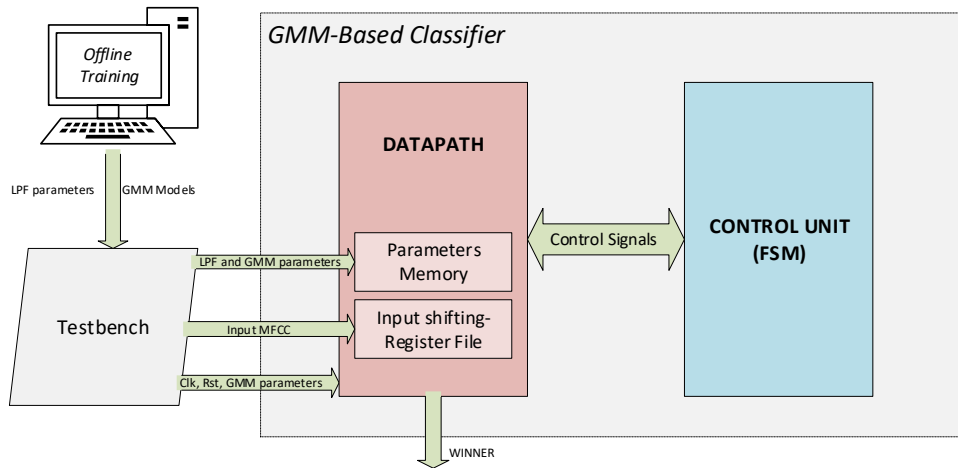 GMM-Based Classifier
Offline
Training
DATAPATH
LPF parameters
GMM Models
CONTROL UNIT
(FSM)
Control Signals
Parameters
Memory
LPF and GMM parameters
Testbench
Input MFCC
Input shifting-
Register File
Clk, Rst, GMM parameters
WINNER